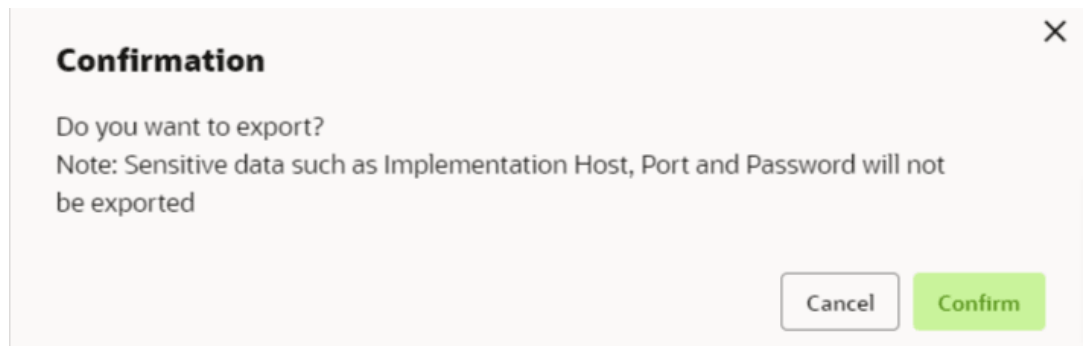 Confirmation
Do you want to export?
Note: Sensitive data such as Implementation Host, Port and Password will not
be exported
Cancel
Confirm